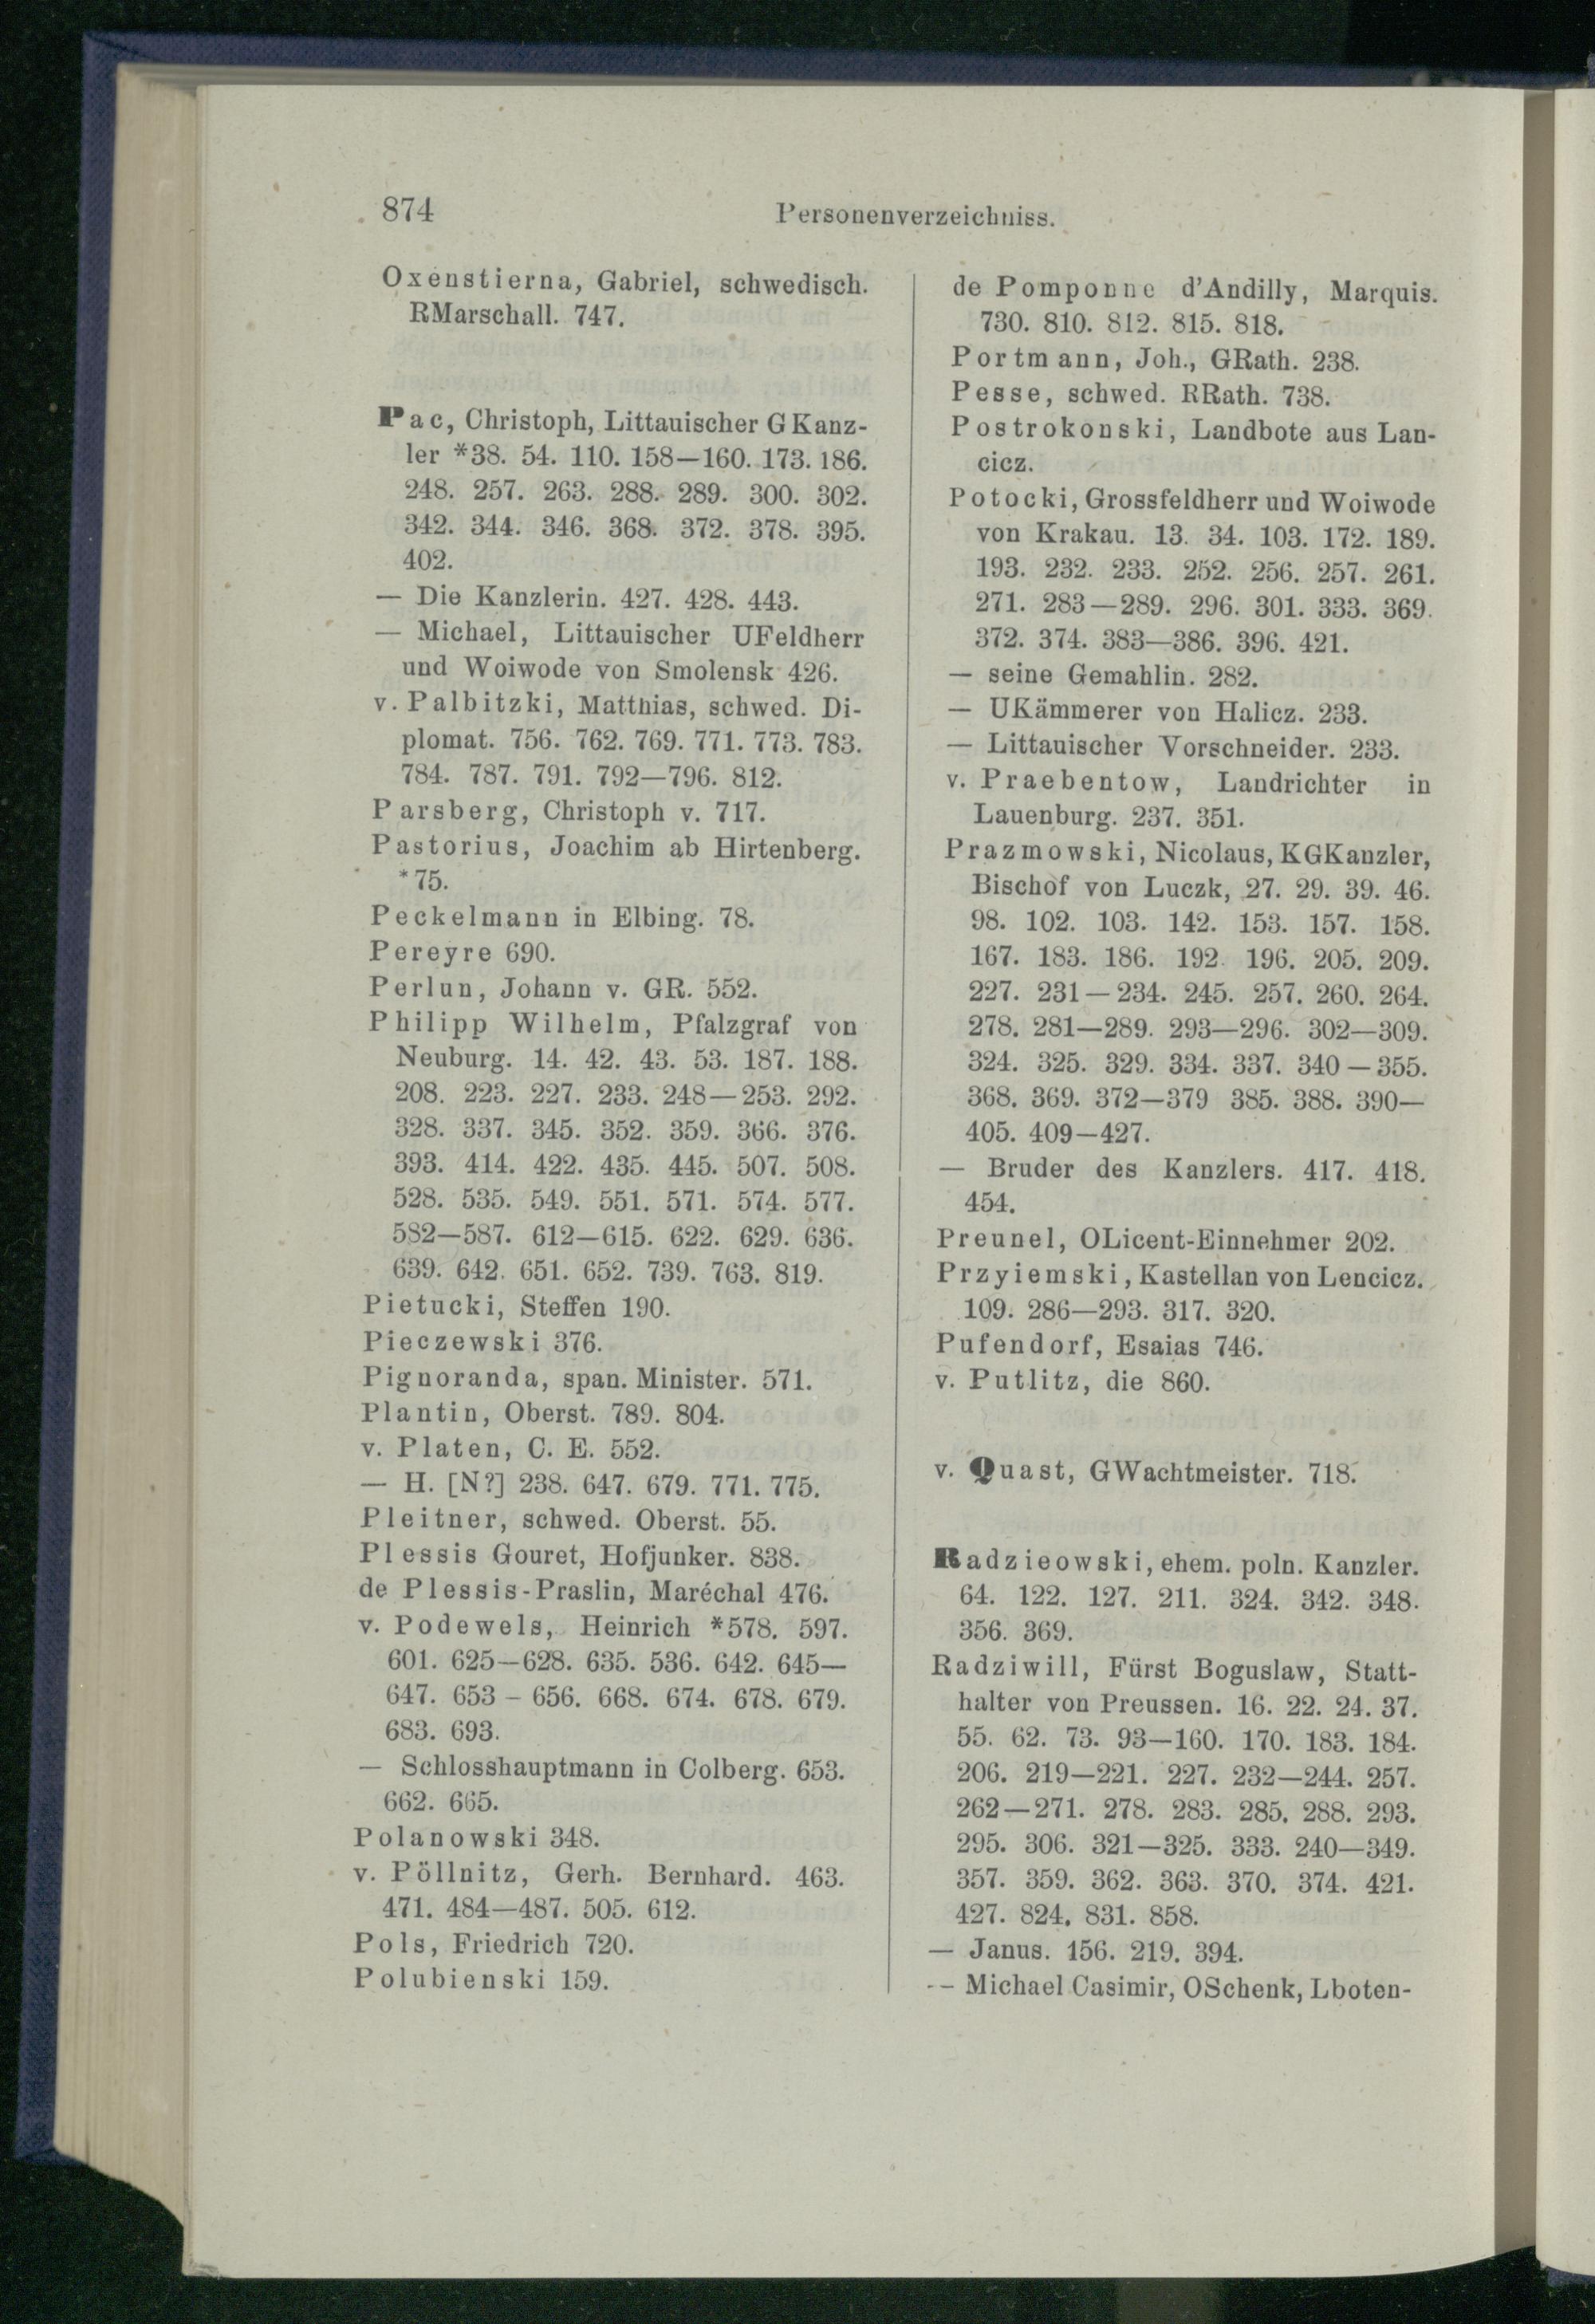 874
Personenverzeichniss.
Oxenstierna, Gabriel, schwedisch.
RMarschall. 747.
Pac, Christoph, Littauischer GKanz-
ler *38. 54. 110. 158—160. 173. 186.
248. 257. 263. 288. 289. 300. 302.
342. 344. 346. 368. 372. 378. 395.
402.
— Die Kanzlerin. 427. 428. 443.
— Michael, Littauischer UFeldherr
und Woiwode von Smolensk 426.
v. Palbitzki, Matthias, schwed. Di-
plomat. 756. 762. 769. 771. 773. 783.
784. 787. 791. 792—796. 812.
Parsberg, Christoph v. 717.
Pastorius, Joachim ab Hirtenberg.
*75.
Peckelmann in Elbing. 78.
Pereyre 690.
Perlun, Johann v. GR. 552.
Philipp Wilhelm, Pfalzgraf von
Neuburg. 14. 42. 43. 53. 187. 188.
208. 223. 227. 233. 248—253. 292.
328. 337. 345. 352. 359. 366. 376.
393. 414. 422. 435. 445. 507. 508.
528. 535. 549. 551. 571. 574. 577.
582—587. 612—615. 622. 629. 636.
639. 642. 651. 652. 739. 763. 819.
Pietucki, Steffen 190.
Pieczewski 376.
Pignoranda, span. Minister. 571.
Plantin, Oberst. 789. 804.
v. Platen, C. E. 552.
— H. [N?] 238. 647. 679. 771. 775.
Pleitner, schwed. Oberst. 55.
Plessis Gouret, Hofjunker. 838.
de Plessis-Praslin, Maréchal 476.
v. Podewels, Heinrich *578. 597.
601. 625—628. 635. 536. 642. 645—
647. 653 – 656. 668. 674. 678. 679.
683. 693.
— Schlosshauptmann in Colberg. 653.
662. 665.
Polanowski 348.
v. Pöllnitz, Gerh. Bernhard. 463.
471. 484—487. 505. 612.
Pols, Friedrich 720.
Polubienski 159.
de Pomponne d'Andilly, Marquis.
730. 810. 812. 815. 818.
Portmann, Joh., GRath. 238.
Pesse, schwed. RRath. 738.
Postrokonski, Landbote aus Lan-
cicz.
Potocki, Grossfeldherr und Woiwode
von Krakau. 13. 34. 103. 172. 189.
193. 232. 233. 252. 256. 257. 261.
271. 283—289. 296. 301. 333. 369.
372. 374. 383—386. 396. 421.
— seine Gemahlin. 282.
— UKämmerer von Halicz. 233.
— Littauischer Vorschneider. 233.
v. Praebentow, Landrichter in
Lauenburg. 237. 351.
Prazmowski, Nicolaus, KGKanzler,
Bischof von Luczk, 27. 29. 39. 46.
98. 102. 103. 142. 153. 157. 158.
167. 183. 186. 192. 196. 205. 209.
227. 231—234. 245. 257. 260. 264.
278. 281—289. 293—296. 302—309.
324. 325. 329. 334. 337. 340—355.
368. 369. 372—379 385. 388. 390—
405. 409—427.
— Bruder des Kanzlers. 417. 418.
454.
Preunel, OLicent-Einnehmer 202.
Przyiemski, Kastellan von Lencicz.
109. 286—293. 317. 320.
Pufendorf, Esaias 746.
v. Putlitz, die 860.
v. Quast, GWachtmeister. 718.
Radzieowski, ehem. poln. Kanzler.
64. 122. 127. 211. 324. 342. 348.
356. 369.
Radziwill, Fürst Boguslaw, Statt-
halter von Preussen. 16. 22. 24. 37.
55. 62. 73. 93—160. 170. 183. 184.
206. 219—221. 227. 232—244. 257.
262—271. 278. 283. 285. 288. 293.
295. 306. 321—325. 333. 240—349.
357. 359. 362. 363. 370. 374. 421.
427. 824. 831. 858.
— Janus. 156. 219. 394.
— Michael Casimir, OSchenk, Lboten-